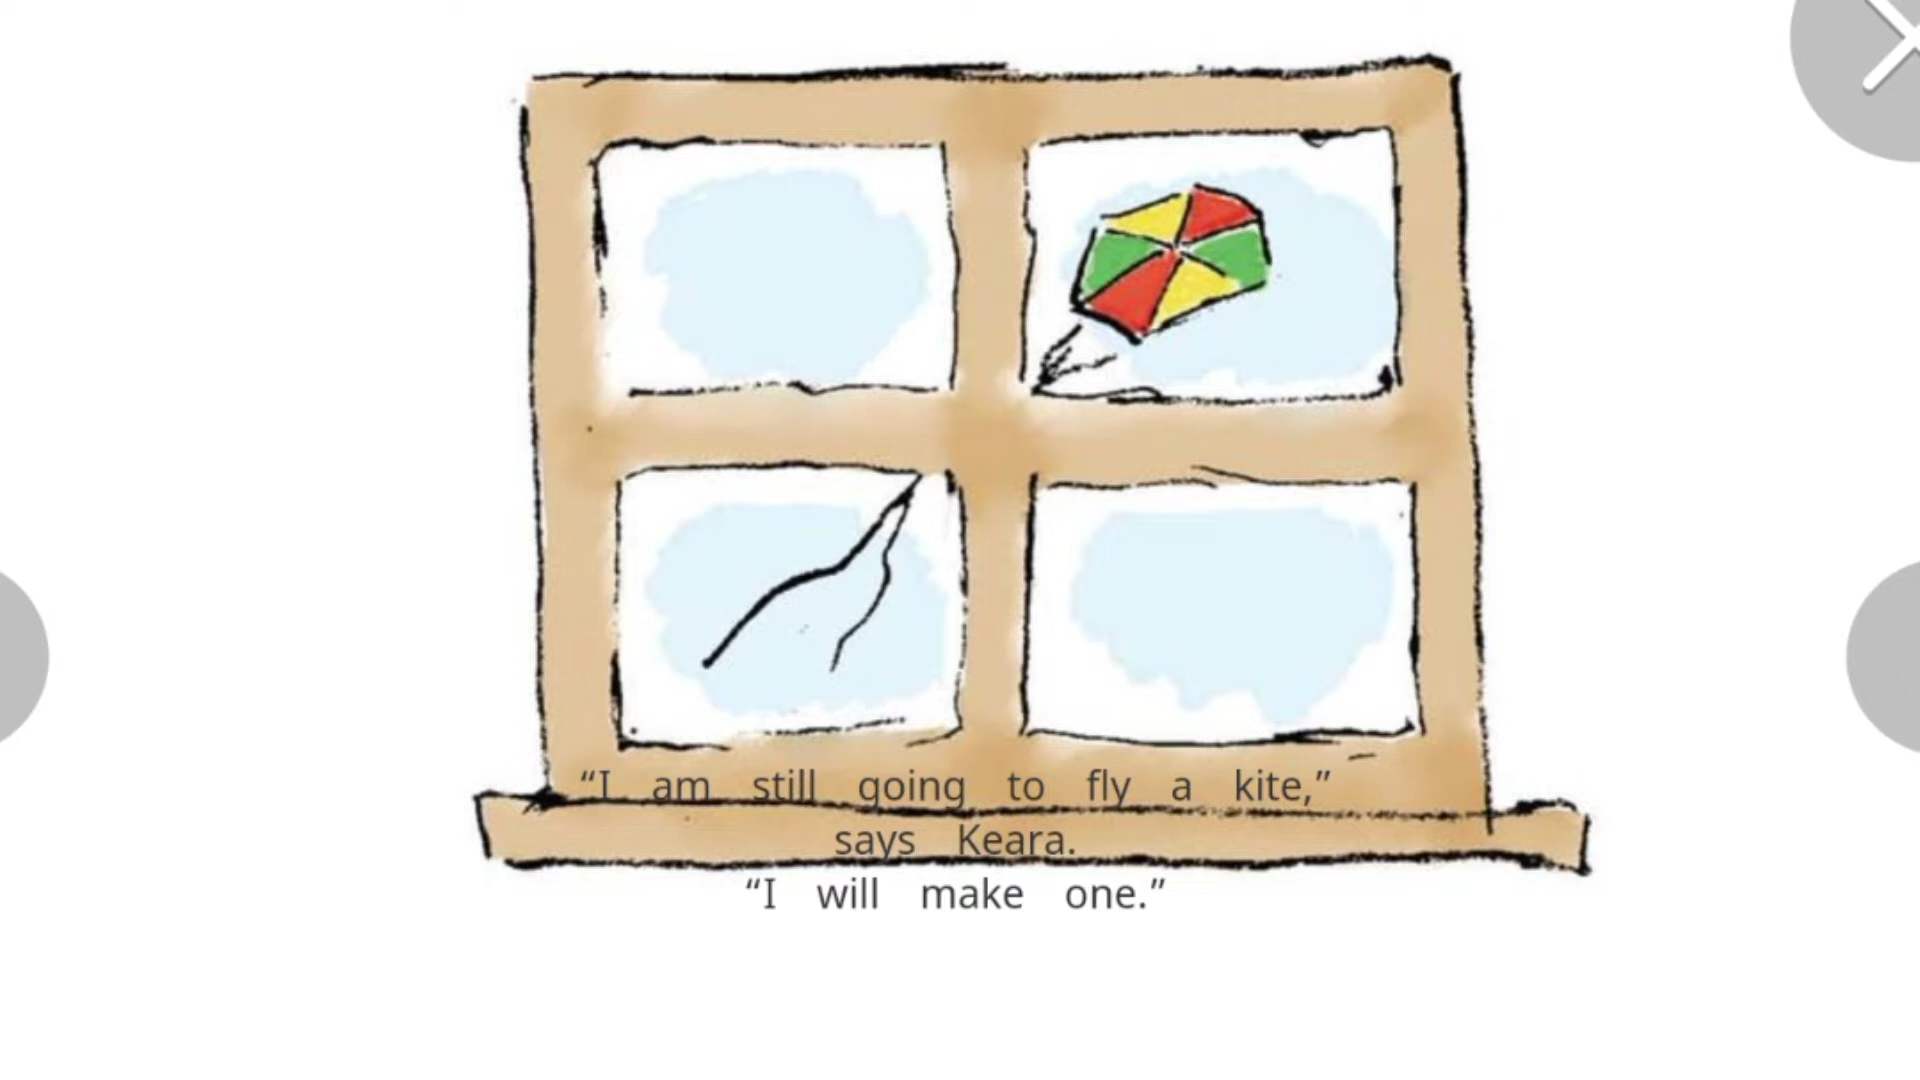 “I am still going to fly a kite,”
says Keara.
“I will make one.”